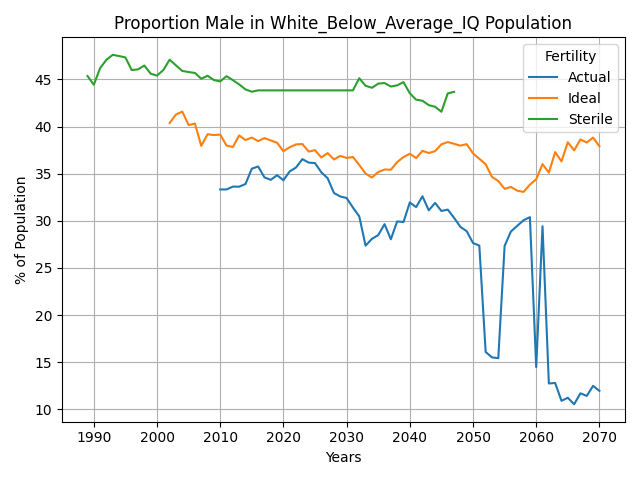 Proportion Male in White_Below_Average_IQ Population
Fertility
Actual
Ideal
Sterile
% of Population
45
40
35
30
25
20
15
10
1990 2000 2010 2020 2030 2040 2050 2060 2070
Years